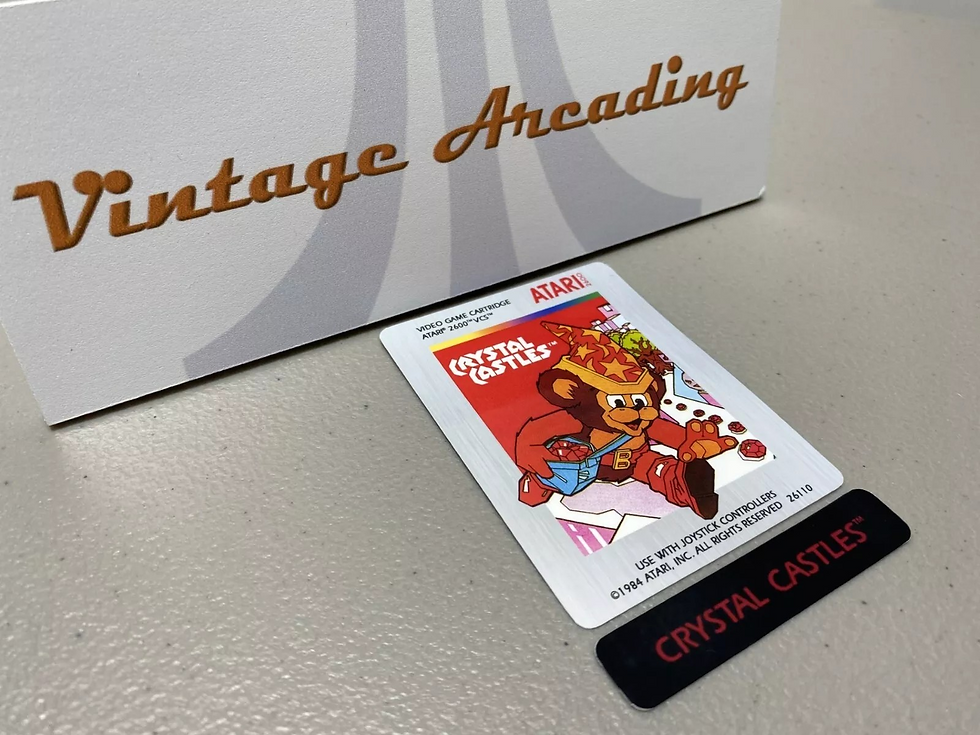 Vintage Arcading
VIDEO GAME CARTRIDGE
ATARI® 2600™ VCS™
ATARI 2600
CRYSTAL
CASTLES™
B
USE WITH JOYSTICK CONTROLLERS
©1984 ATARI, INC. ALL RIGHTS RESERVED 26110
CRYSTAL CASTLES™